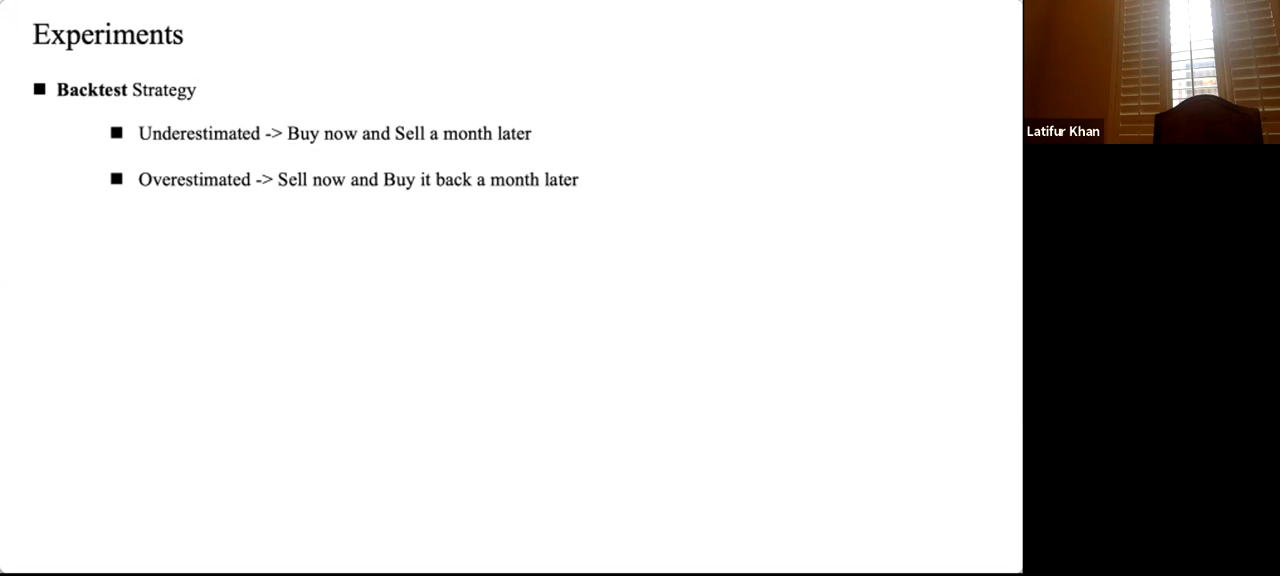 Experiments
■ Backtest Strategy
■ Underestimated -> Buy now and Sell a month later
■ Overestimated -> Sell now and Buy it back a month later
Latifur Khan